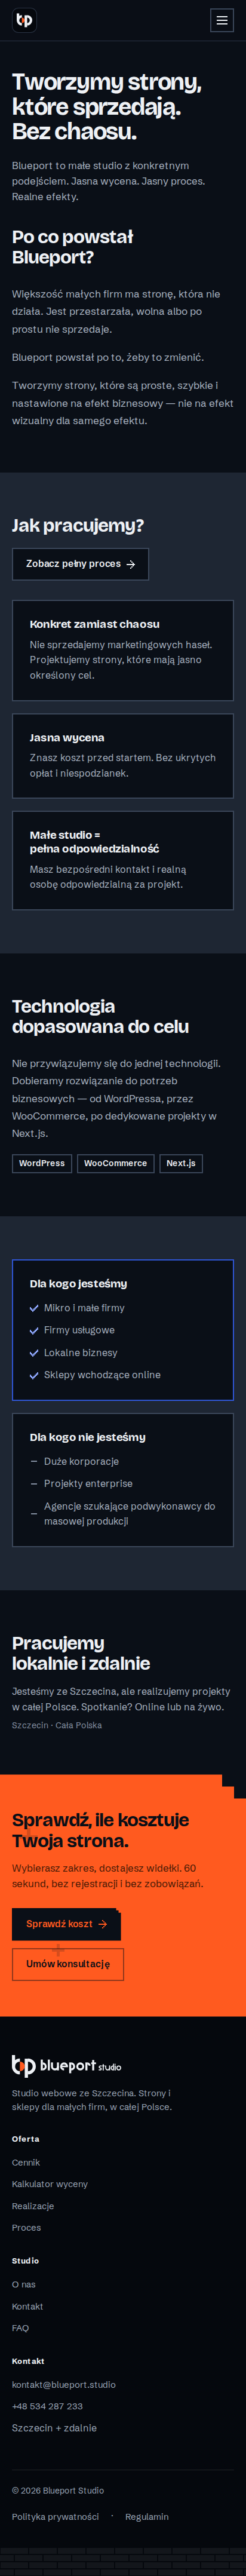 Tworzymy strony,
które sprzedają.
Bez chaosu.
Blueport to małe studio z konkretnym
podejściem. Jasna wycena. Jasny proces.
Realne efekty.
Po co powstał
Blueport?
Większość małych firm ma stronę, która nie
działa. Jest przestarzała, wolna albo po
prostu nie sprzedaje.
Blueport powstał po to, żeby to zmienić.
Tworzymy strony, które są proste, szybkie i
nastawione na efekt biznesowy — nie na efekt
wizualny dla samego efektu.
Jak pracujemy?
Zobacz pełny proces →
Konkret zamiast chaosu
Nie sprzedajemy marketingowych haseł.
Projektujemy strony, które mają jasno
określony cel.
Jasna wycena
Znasz koszt przed startem. Bez ukrytych
opłat i niespodzianek.
Małe studio =
pełna odpowiedzialność
Masz bezpośredni kontakt i realną
osobę odpowiedzialną za projekt.
Technologia
dopasowana do celu
Nie przywiązujemy się do jednej technologii.
Dobieramy rozwiązanie do potrzeb
biznesowych — od WordPressa, przez
WooCommerce, po dedykowane projekty w
Next.js.
WordPress WooCommerce Next.js
Dla kogo jesteśmy
Mikro i małe firmy
Firmy usługowe
Lokalne biznesy
Sklepy wchodzące online
Dla kogo nie jesteśmy
— Duże korporacje
— Projekty enterprise
— Agencje szukające podwykonawcy do
masowej produkcji
Pracujemy
lokalnie i zdalnie
Jesteśmy ze Szczecina, ale realizujemy projekty
w całej Polsce. Spotkanie? Online lub na żywo.
Szczecin · Cała Polska
Sprawdź, ile kosztuje
Twoja strona.
Wybierasz zakres, dostajesz widełki. 60
sekund, bez rejestracji i bez zobowiązań.
Sprawdź koszt →
Umów konsultację
blueport studio
Studio webowe ze Szczecina. Strony i
sklepy dla małych firm, w całej Polsce.
Oferta
Cennik
Kalkulator wyceny
Realizacje
Proces
Studio
O nas
Kontakt
FAQ
Kontakt
kontakt@blueport.studio
+48 534 287 233
Szczecin + zdalnie
© 2026 Blueport Studio
Polityka prywatności · Regulamin